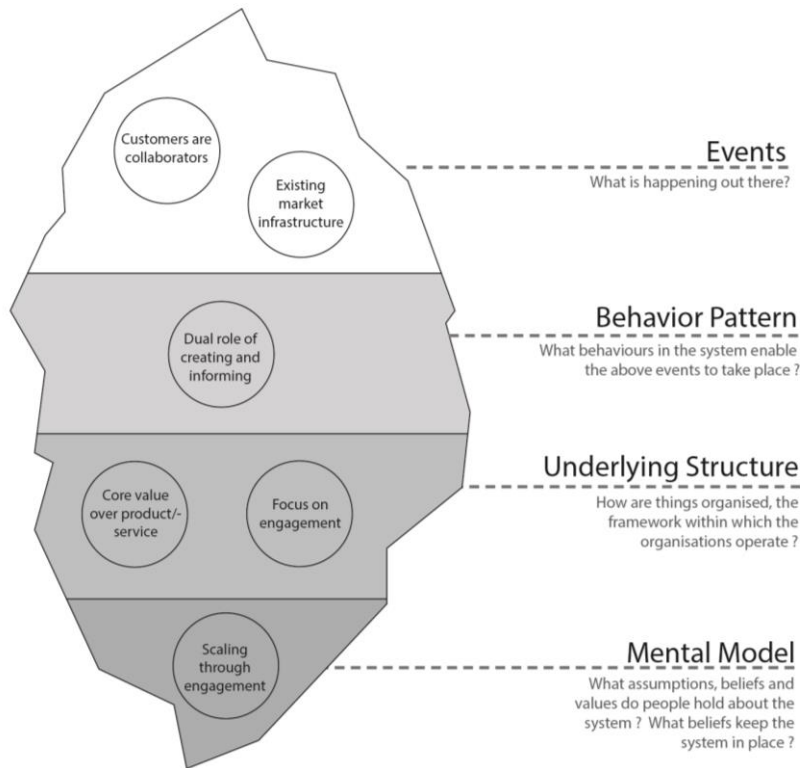 Customers are
collaborators
Existing
market
infrastructure
Events
What is happening out there?
Dual role of
creating and
informing
Behavior Pattern
What behaviours in the system enable
the above events to take place ?
Core value
over product/-
service
Focus on
engagement
Underlying Structure
How are things organised, the
framework within which the
organisations operate ?
Scaling
through
engagement
Mental Model
What assumptions, beliefs and
values do people hold about the
system ? What beliefs keep the
system in place ?